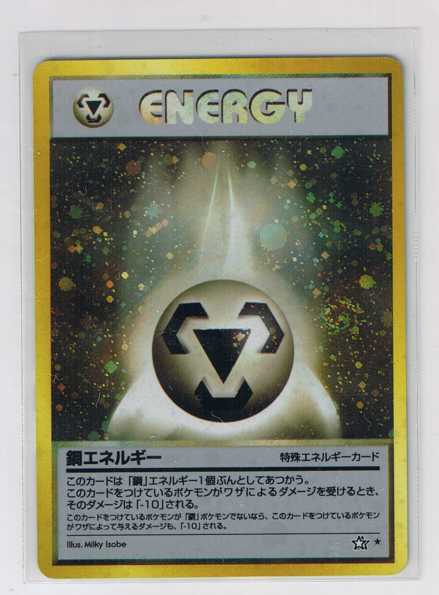 ENERGY
鋼エネルギー
特殊エネルギーカード
このカードは「鋼」エネルギー1個ぶんとしてあつかう。
このカードをつけているポケモンがワザによるダメージを受けるとき、
そのダメージは「-10」される。
このカードをつけているポケモンが「鋼」ポケモンでないなら、このカードをつけているポケモン
がワザによって与えるダメージも、「-10」される。
Illus. Milky Isobe